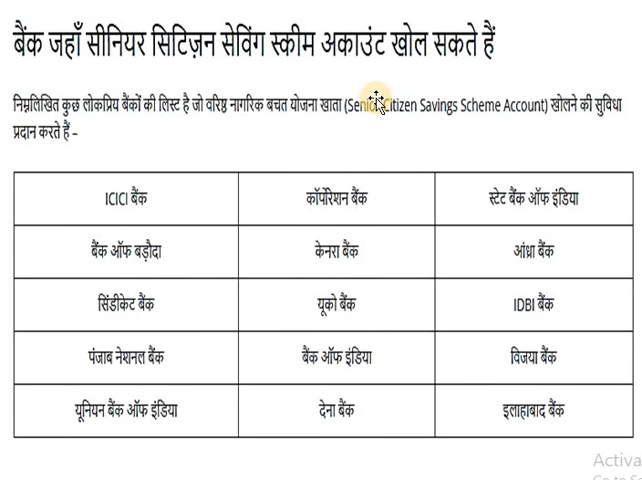 बैंक जहाँ सीनियर सिटिज़न सेविंग स्कीम अकाउंट खोल सकते हैं
निम्नलिखित कुछ लोकप्रिय बैंकों की लिस्ट है जो वरिष्ठ नागरिक बचत योजना खाता (Senior Citizen Savings Scheme Account) खोलने की सुविधा
प्रदान करते हैं –
ICICI बैंक कॉर्पोरेशन बैंक स्टेट बैंक ऑफ इंडिया
बैंक ऑफ बड़ौदा केनरा बैंक आंध्रा बैंक
सिंडीकेट बैंक यूको बैंक IDBI बैंक
पंजाब नेशनल बैंक बैंक ऑफ इंडिया विजया बैंक
यूनियन बैंक ऑफ इंडिया देना बैंक इलाहाबाद बैंक
Activa